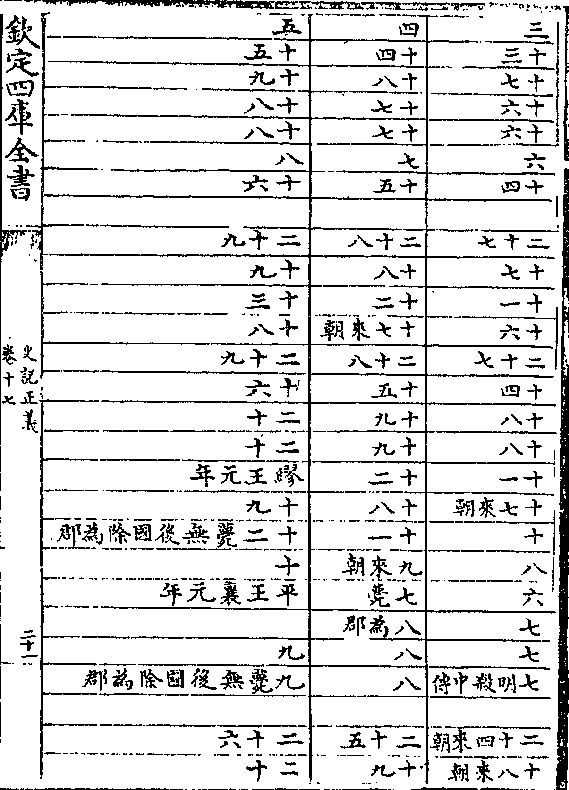 三
十三
十七
十六
十六
六
十四
二十七
十七
十一
十六
二十七
十四
十八
十八
十一
十七來朝
十
八
六
七
七
七明殺中傅
二十四來朝
十八來朝
四
十四
十八
十七
十七
七
十五
二十八
十八
十二
十七來朝
二十八
十五
十九
十九
十二
十八
十一
九來朝
七薨
八為郡
八
八
二十五
十九
五
十五
十九
十八
十八
八
十六
二十九
十九
十三
十八
二十九
十六
二十
二十
繆王元年
十九
十二薨無後國除為郡
十
平王襄元年
九
九薨無後國除為郡
二十六
二十
欽定四庫全書
史記正義
卷十七
二十一